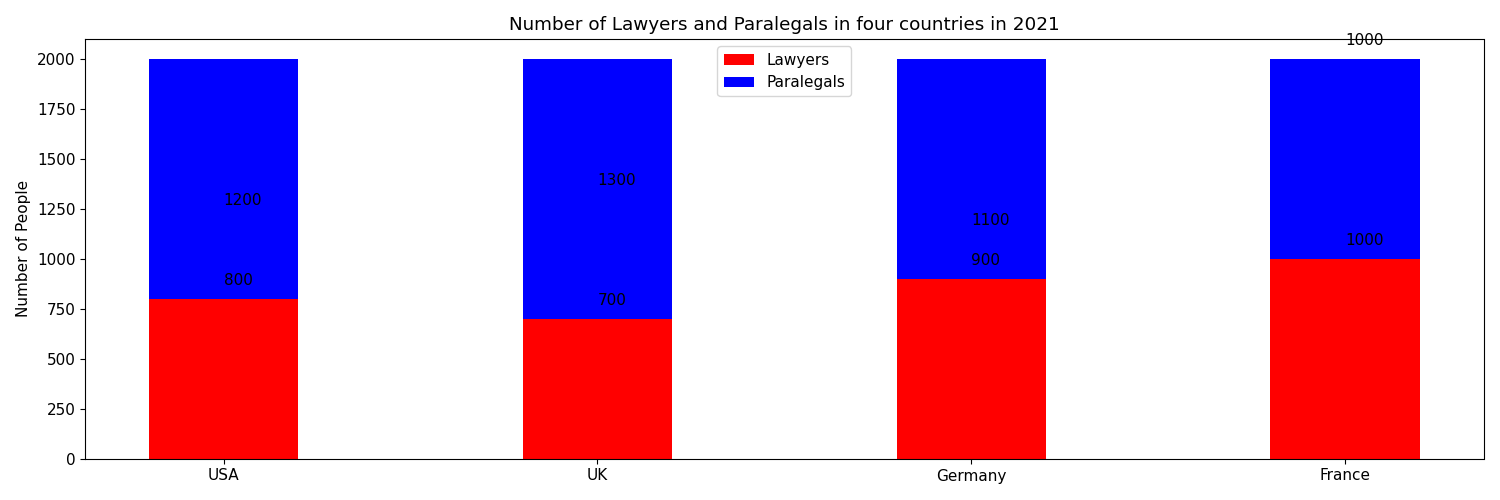 Number of Lawyers and Paralegals in four countries in 2021
1000
Lawyers
Paralegals
Number of People
2000
1750
1500
1250
1000
750
500
250
0
1200
800
1300
700
1100
900
1000
USA
UK
Germany
France